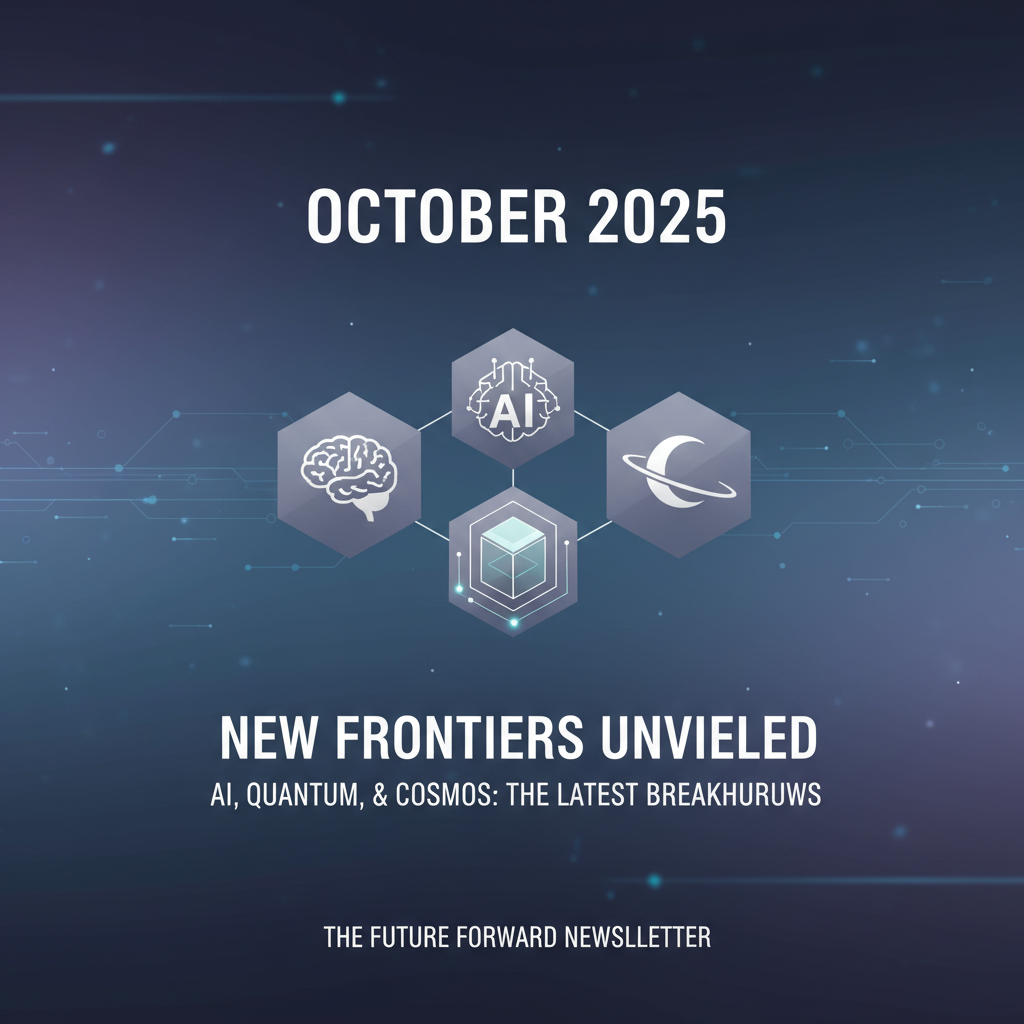 OCTOBER 2025
AI
NEW FRONTIERS UNVIELED
AI, QUANTUM, & COSMOS: THE LATEST BREAKHURUWS
THE FUTURE FORWARD NEWSLLETTER